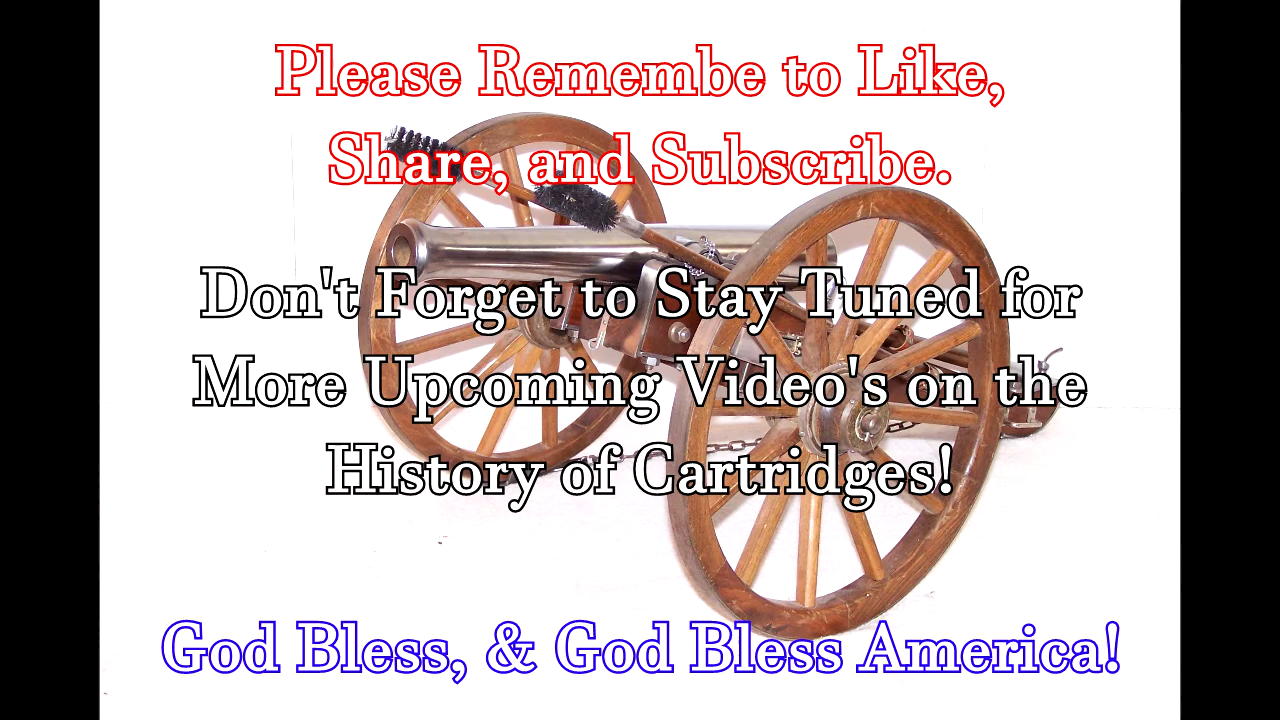 Please Remembe to Like,
Share, and Subscribe.
Don't Forget to Stay Tuned for
More Upcoming Video's on the
History of Cartridges!
God Bless, & God Bless America!